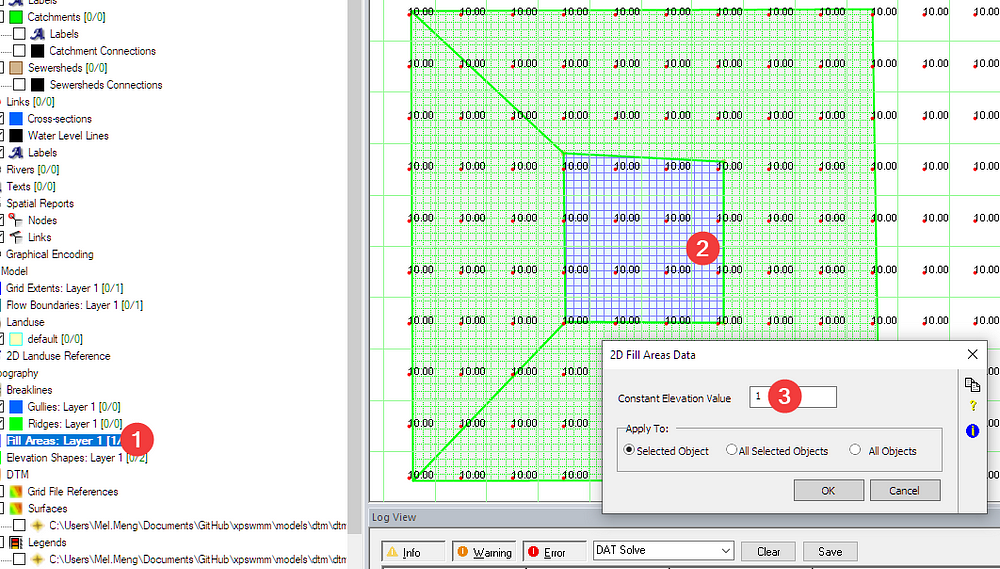 Labels
Catchments [0/0]
Labels
Catchment Connections
Sewersheds [0/0]
Sewersheds Connections
Links [0/0]
Cross-sections
Water Level Lines
Labels
Rivers [0/0]
Texts [0/0]
Spatial Reports
Nodes
Links
Graphical Encoding
Model
Grid Extents: Layer 1 [0/1]
Flow Boundaries: Layer 1 [0/1]
Landuse
default [0/0]
2D Landuse Reference
ography
Breaklines
Gullies: Layer 1 [0/0]
Ridges: Layer 1 [0/0]
Fill Areas: Layer 1 [1/
1
Elevation Shapes: Layer 1 [0/2]
DTM
Grid File References
Surfaces
C:\Users\Mel.Meng\Documents\GitHub\xpswmm\models\dtm\dtm
Legends
C:\Users\Mel.Meng\Documents\GitHub\xpswmm\models\dtm\dtm
10.00 10.00 10.00 10.00 10.00 10.00 10.00 10.00 10.00 10.00 10.00 10.00
10.00 10.00 10.00 10.00 10.00 10.00 10.00 10.00 10.00 10.00 10.00 10.00
10.00 10.00 10.00 10.00 10.00 10.00 10.00 10.00 10.00 10.00 10.00 10.00
10.00 10.00 10.00 10.00 10.00 10.00 10.00 10.00 10.00 10.00 10.00 10.00
10.00 10.00 10.00 10.00 10.00 10.00 10.00 10.00 10.00 10.00 10.00 10.00
2
10.00 10.00 10.00 10.00 10.00 10.00 10.00 10.00 10.00 10.00 10.00 10.00
10.00 10.00 10.00 10.00 10.00 10.00 10.00 10.00 10.00 10.00 10.00 10.00
10.00 10.00 10.00 10.00
10.00 10.00 10.00 10.00
10.00 10.00 10.00 10.00
2D Fill Areas Data
Constant Elevation Value 1
3
Apply To:
Selected Object All Selected Objects All Objects
OK Cancel
Log View
Info Warning Error DAT Solve Clear Save